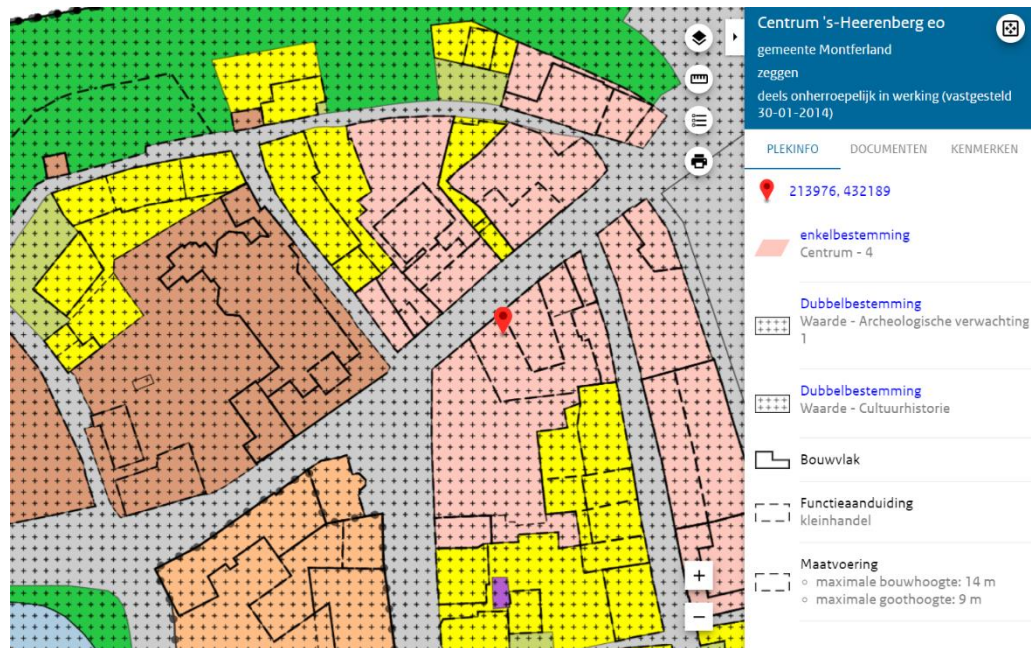 Centrum 's-Heerenberg eo
gemeente Montferland
zeggen
deels onherroepelijk in werking (vastgesteld
30-01-2014)
PLEKINFO DOCUMENTEN KENMERKEN
213976, 432189
enkelbestemming
Centrum - 4
Dubbelbestemming
Waarde - Archeologische verwachting
1
Dubbelbestemming
Waarde - Cultuurhistorie
Bouwvlak
Functieaanduiding
kleinhandel
Maatvoering
maximale bouwhoogte: 14 m
maximale goothoogte: 9 m